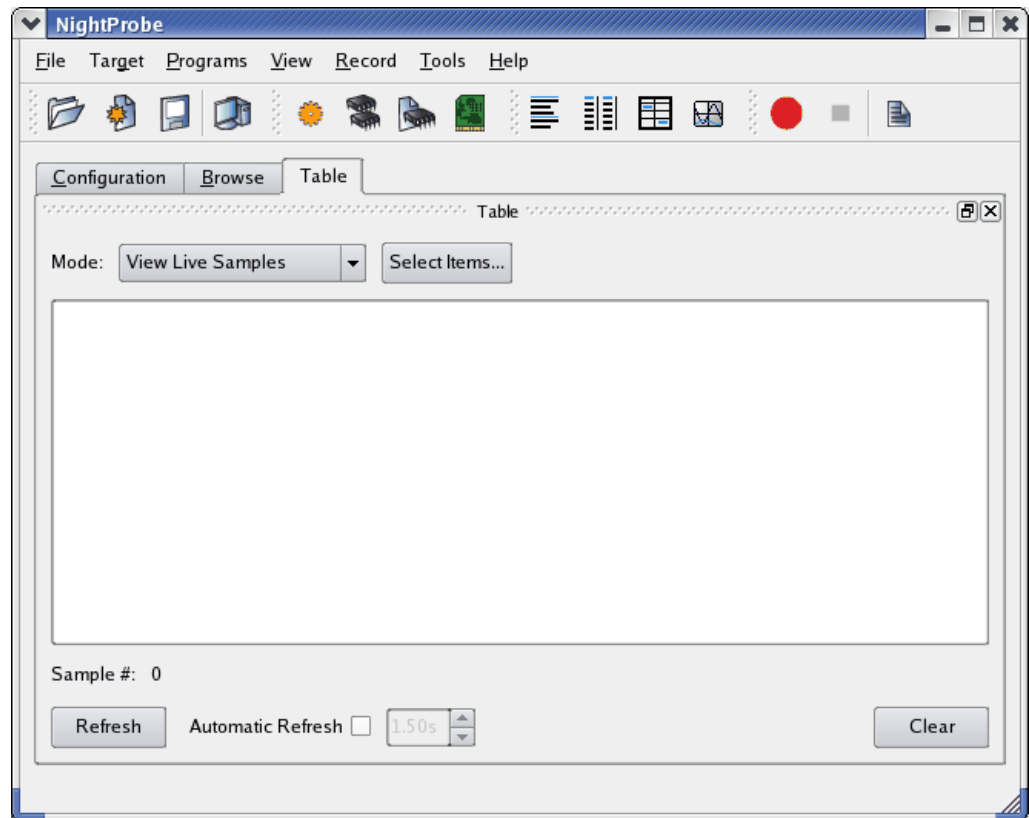 NightProbe
File Target Programs View Record Tools Help
Configuration Browse Table
Table
Mode: View Live Samples Select Items...
Sample #: 0
Refresh Automatic Refresh 1.50s Clear